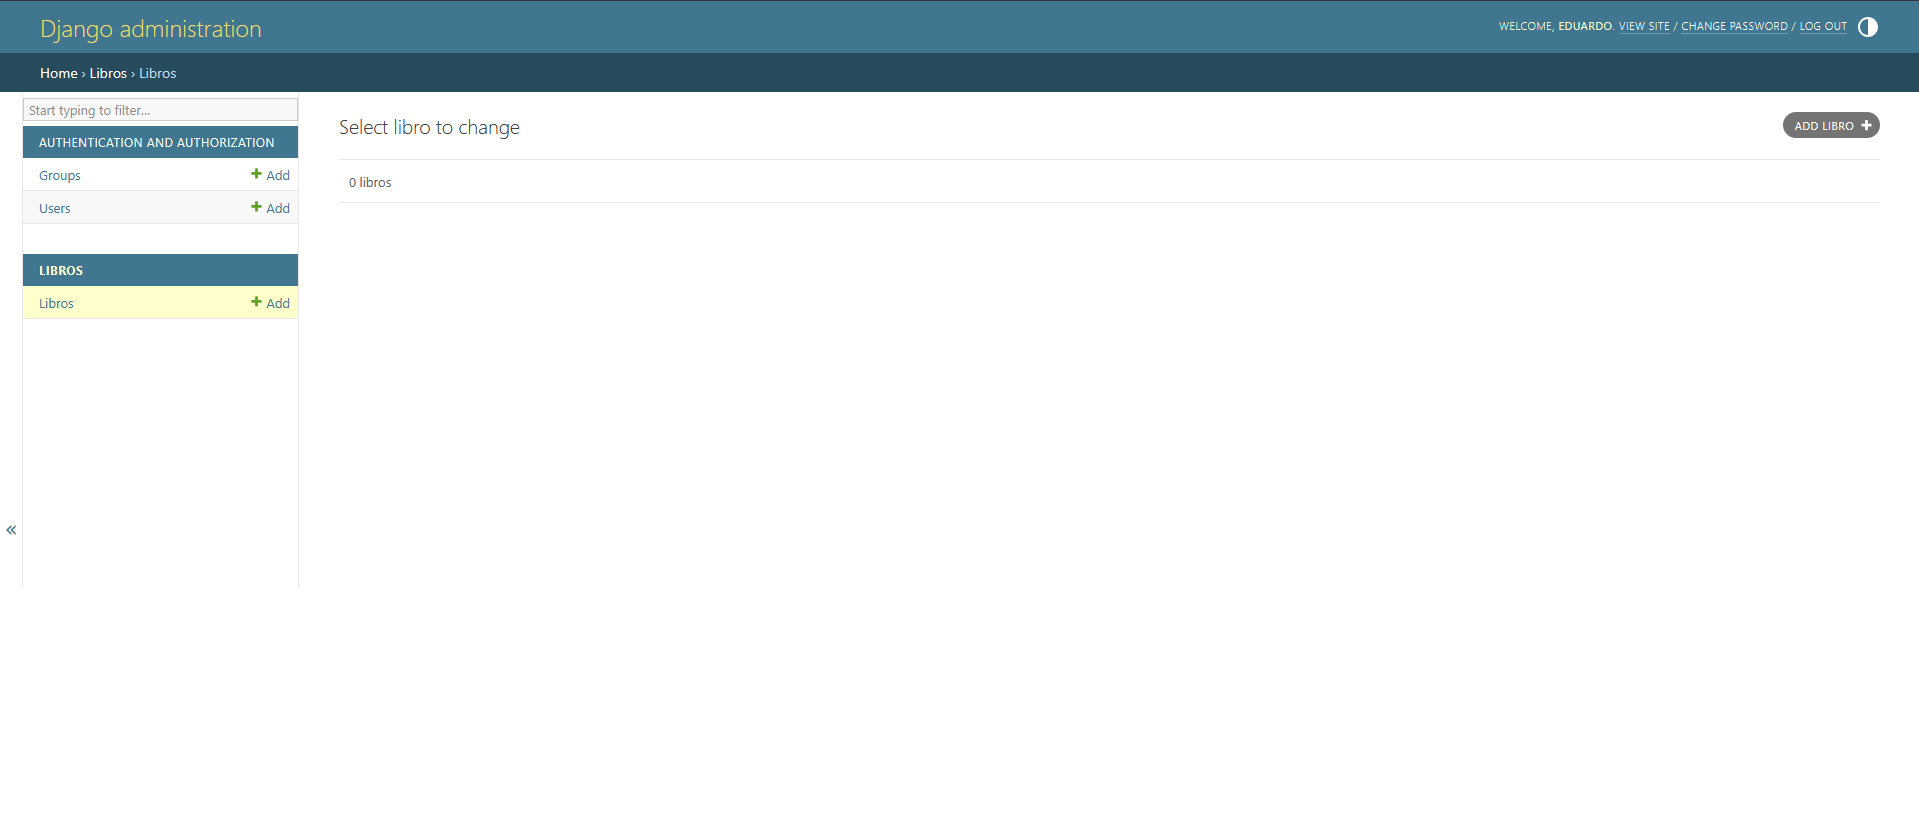 Django administration
WELCOME, EDUARDO. VIEW SITE / CHANGE PASSWORD / LOG OUT
Home › Libros › Libros
Start typing to filter...
AUTHENTICATION AND AUTHORIZATION
Groups + Add
Users + Add
LIBROS
Libros + Add
«
Select libro to change
ADD LIBRO +
0 libros